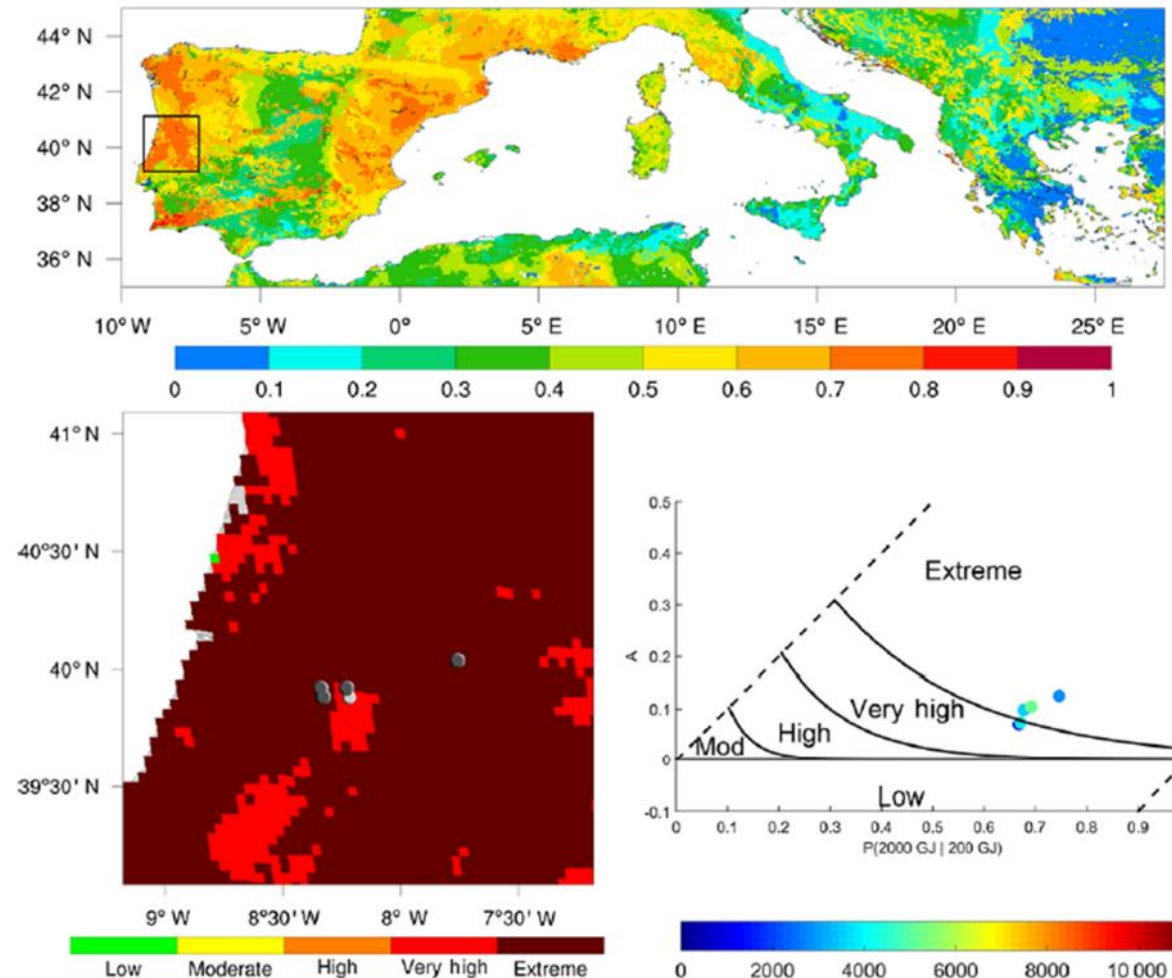 44° N
42° N
40° N
38° N
36° N
10° W 5° W 0° 5° E 10° E 15° E 20° E 25° E
0 0.1 0.2 0.3 0.4 0.5 0.6 0.7 0.8 0.9 1
41° N
40°30' N
40° N
39°30' N
9° W 8°30' W 8° W 7°30' W
Low Moderate High Very high Extreme
0.5
0.4
0.3
0.2
0.1
0
-0.1
A
Extreme
Very high
High
Mod
Low
0 0.1 0.2 0.3 0.4 0.5 0.6 0.7 0.8 0.9
P(2000 GJ | 200 GJ)
0 2000 4000 6000 8000 10 000